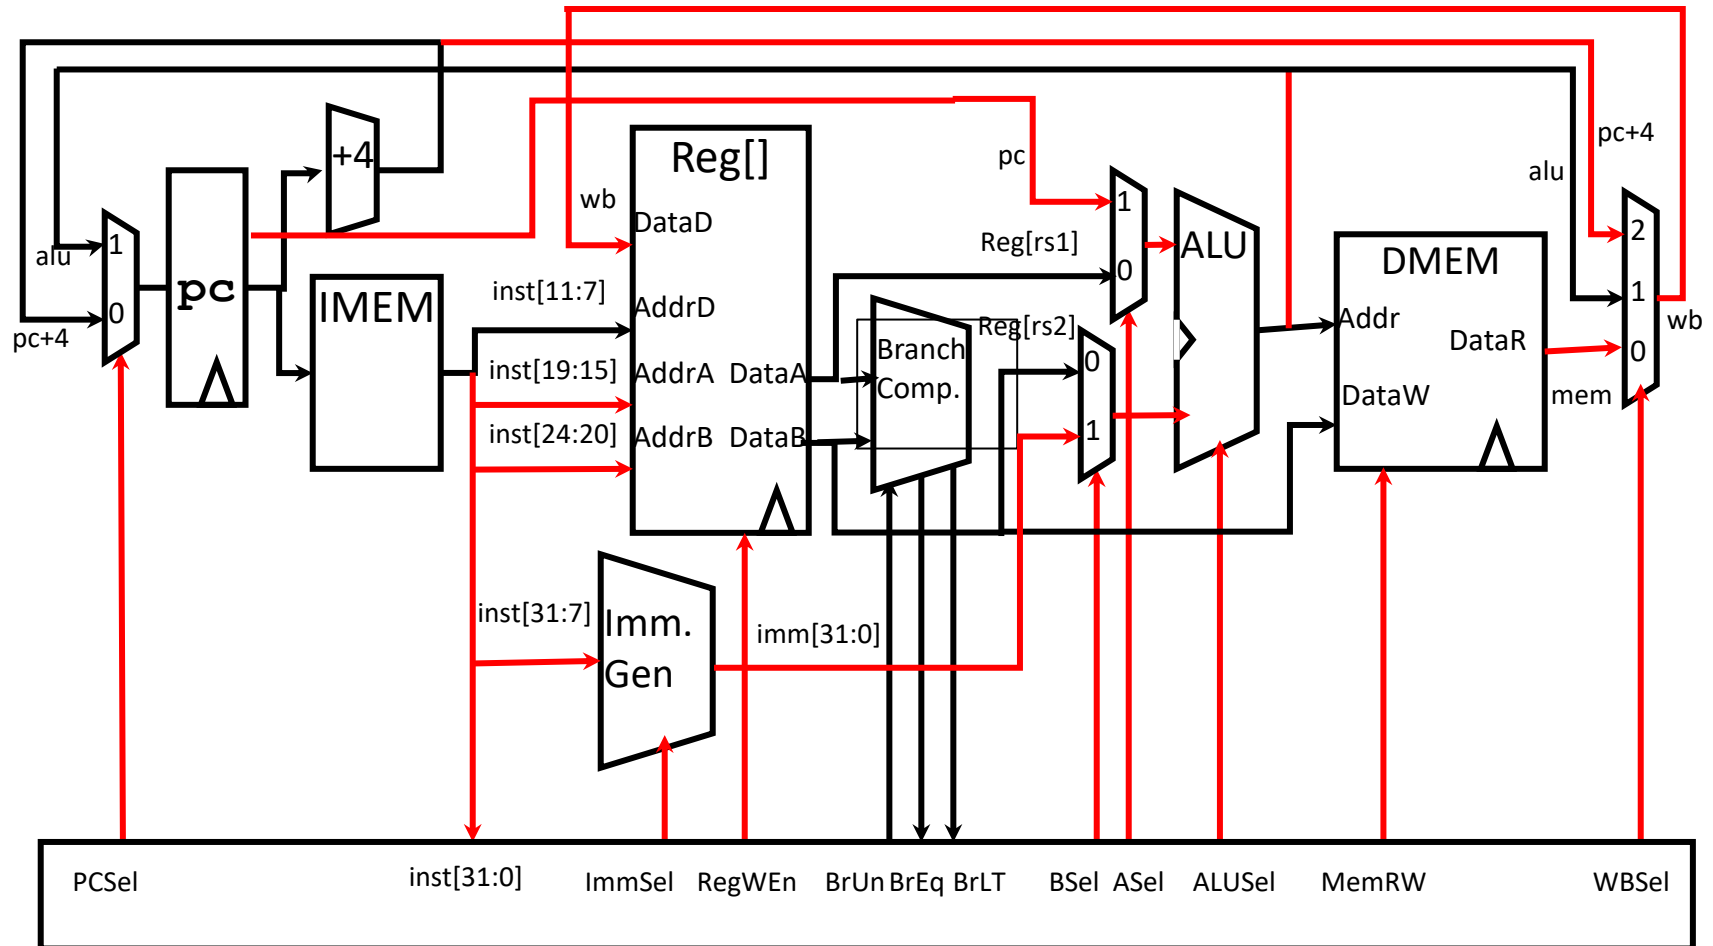 pc+4
+4
Reg[]
pc
alu
wb
DataD
Reg[rs1]
1
0
ALU
2
1
0
wb
DMEM
alu
1
0
pc+4
pc
IMEM
inst[11:7]
AddrD
Addr
DataR
mem
Reg[rs2]
Branch
Comp.
0
1
inst[19:15]
AddrA
DataA
DataW
inst[24:20]
AddrB
DataB
inst[31:7]
Imm.
Gen
imm[31:0]
PCSel
inst[31:0]
ImmSel
RegWEn
BrUn
BrEq
BrLT
BSel
ASel
ALUSel
MemRW
WBSel